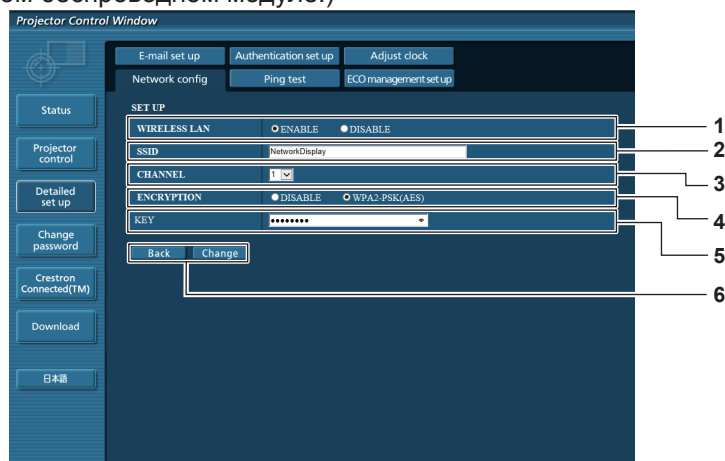 ом беспроводном модуле.)
Projector Control Window
E-mail set up Authentication set up Adjust clock
Network config Ping test ECO management set up
Status
Projector control
Detailed set up
Change password
Crestron Connected(TM)
Download
日本語
SET UP
WIRELESS LAN ENABLE DISABLE 1
SSID NetworkDisplay 2
CHANNEL 1 3
ENCRYPTION DISABLE WPA2-PSK(AES) 4
KEY •••••••• 5
Back Change 6